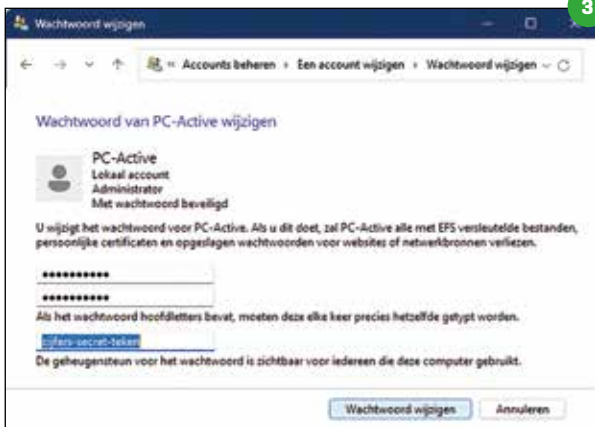 3
Wachtwoord wijzigen
« Accounts beheren › Een account wijzigen › Wachtwoord wijzigen
Wachtwoord van PC-Active wijzigen
PC-Active
Lokaal account
Administrator
Met wachtwoord beveiligd
U wijzigt het wachtwoord voor PC-Active. Als u dit doet, zal PC-Active alle met EFS versleutelde bestanden,
persoonlijke certificaten en opgeslagen wachtwoorden voor websites of netwerkbronnen verliezen.
●●●●●●●●●●
●●●●●●●●●●
Als het wachtwoord hoofdletters bevat, moeten deze elke keer precies hetzelfde getypt worden.
cijfers-secret-teken
De geheugensteun voor het wachtwoord is zichtbaar voor iedereen die deze computer gebruikt.
Wachtwoord wijzigen Annuleren